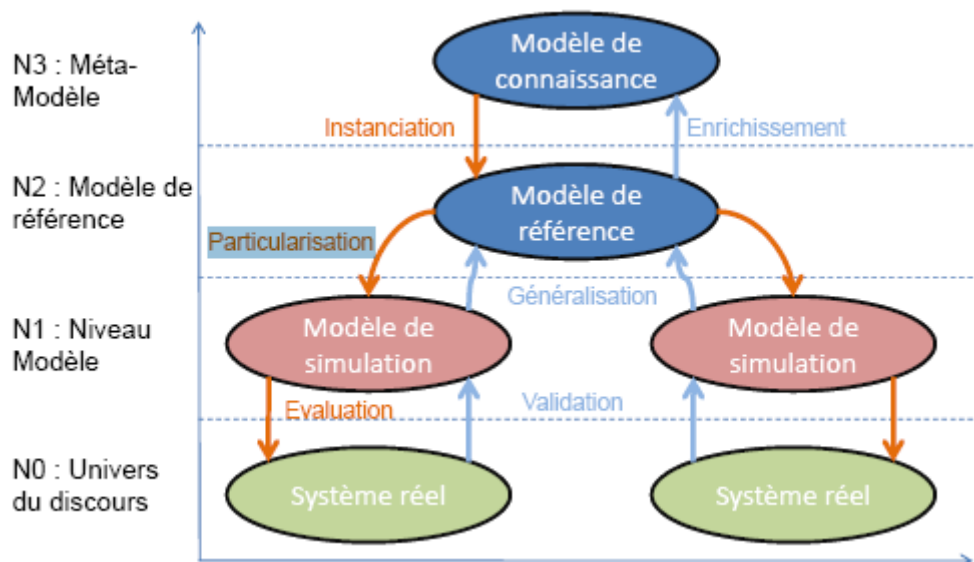 N3 : Méta-
Modèle
Modèle de
connaissance
Instanciation
Enrichissement
N2 : Modèle de
référence
Modèle de
référence
Particularisation
Généralisation
N1 : Niveau
Modèle
Modèle de
simulation
Modèle de
simulation
Evaluation
Validation
N0 : Univers
du discours
Système réel
Système réel